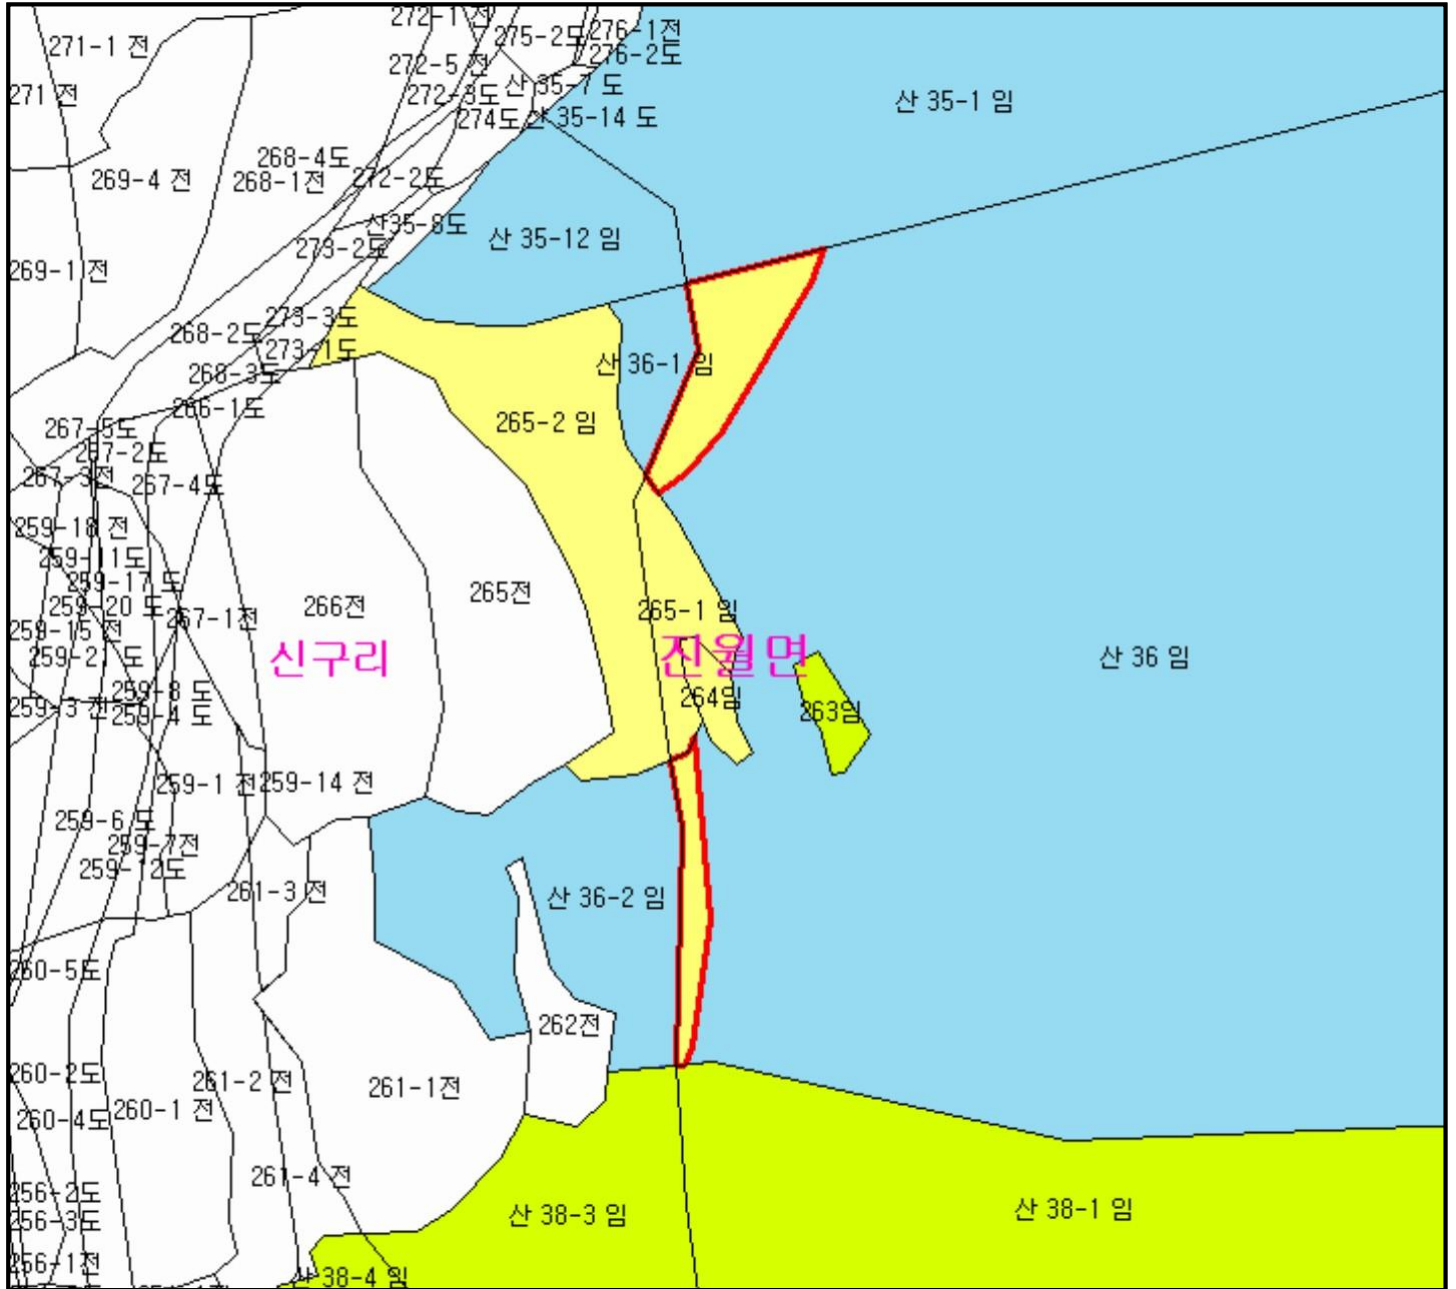 272-1 전
271-1 전
275-2도
276-1전
276-2도
272-5 전
산 35-7 도
271 전
272-3도
산 35-1 임
274도
산 35-14 도
268-4도
269-4 전
268-1전
272-2도
산35-8도
산 35-12 임
273-2도
269-1 전
273-3도
268-2도
273-1도
산 36-1 임
268-3도
266-1도
265-2 임
267-5도
267-2도
267-3전
267-4도
259-18 전
259-11도
259-17 도
265전
259-20 도
266전
265-1 임
267-1전
259-15 전
신구리
진월면
259-21 도
산 36 임
259-8 도
264임
259-3 전
259-4 도
263임
259-1 전
259-14 전
259-6 도
259-7전
259-12도
261-3 전
산 36-2 임
260-5도
262전
260-2도
261-2 전
261-1전
260-1 전
260-4도
261-4 전
256-2도
산 38-3 임
산 38-1 임
256-3도
256-1전
산 38-4 임